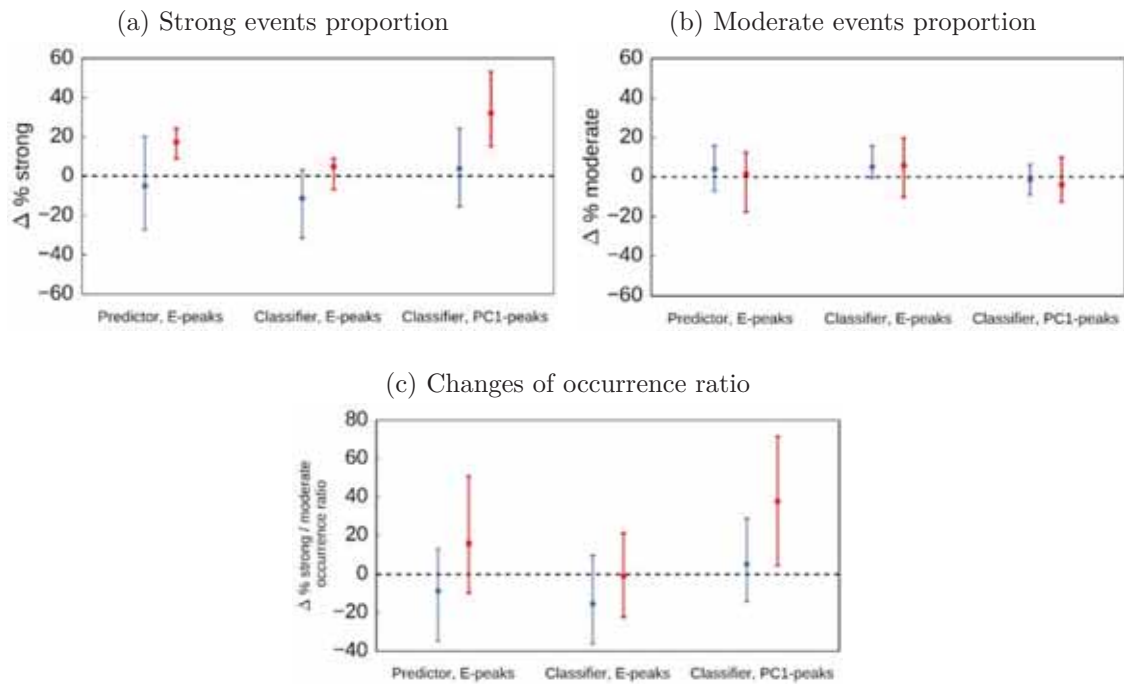 (a) Strong events proportion
(b) Moderate events proportion
60
40
20
0
−20
−40
−60
Δ % strong
Predictor, E-peaks
Classifier, E-peaks
Classifier, PC1-peaks
60
40
20
0
−20
−40
−60
Δ % moderate
Predictor, E-peaks
Classifier, E-peaks
Classifier, PC1-peaks
(c) Changes of occurrence ratio
80
60
40
20
0
−20
−40
Δ % strong / moderate
occurrence ratio
Predictor, E-peaks
Classifier, E-peaks
Classifier, PC1-peaks